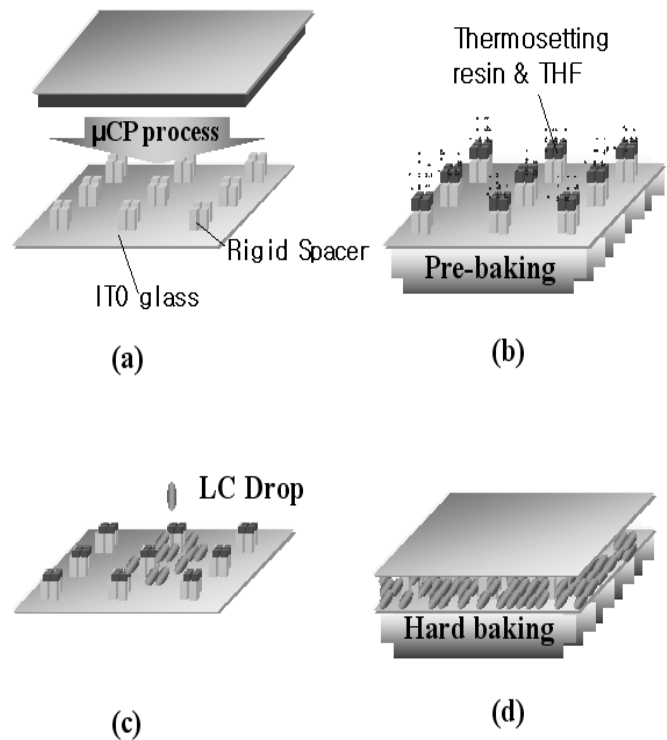 µCP process
Rigid Spacer
ITO glass
(a)
Thermosetting
resin & THF
Pre-baking
(b)
LC Drop
(c)
Hard baking
(d)